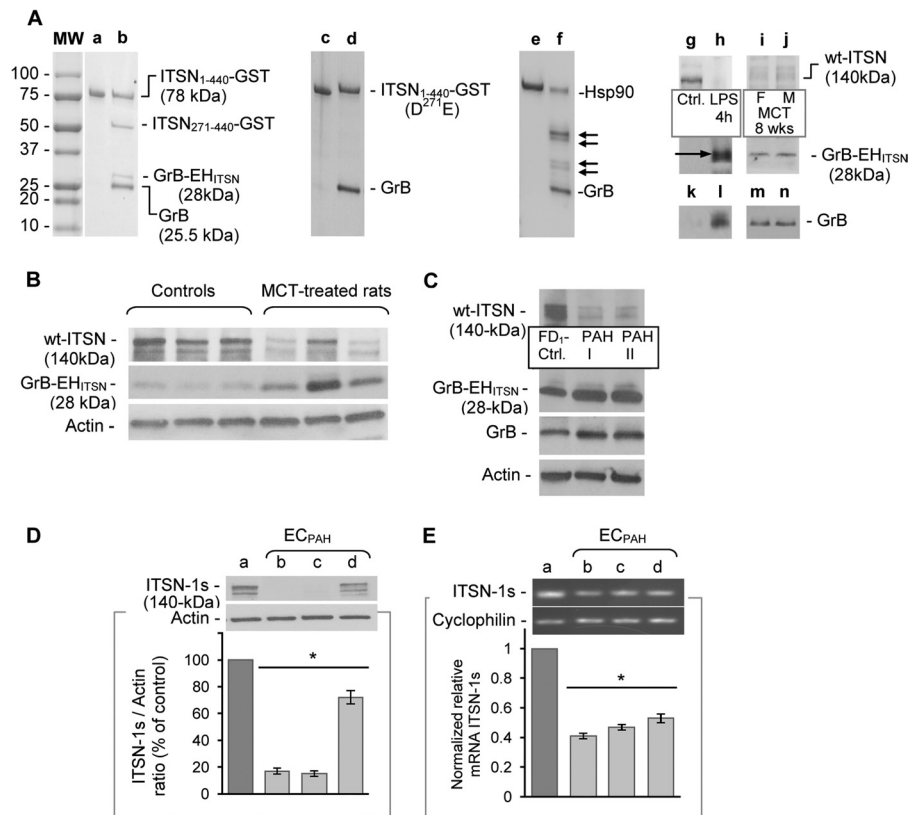 A
MW a b
c d
e f
g h i j
100 -
75 -
50 -
37 -
25 -
20 -
10 -
ITSN1-440-GST
(78 kDa)
ITSN271-440-GST
GrB-EHITSN
(28kDa)
GrB
(25.5 kDa)
ITSN1-440-GST
(D271E)
- GrB
-Hsp90
-GrB
wt-ITSN
(140kDa)
Ctrl. LPS
4h
F M
MCT
8 wks
- GrB-EHITSN
(28kDa)
k l m n
- GrB
B
Controls MCT-treated rats
wt-ITSN -
(140kDa)
GrB-EHITSN -
(28 kDa)
Actin -
C
wt-ITSN -
(140-kDa)
FD1- PAH PAH
Ctrl. I II
GrB-EHITSN -
(28-kDa)
GrB -
Actin -
D
ECPAH
a b c d
ITSN-1s -
(140-kDa)
Actin -
ITSN-1s / Actin
ratio (% of control)
100
80
60
40
20
0
*
E
ECPAH
a b c d
ITSN-1s -
Cyclophilin -
Normalized relative
mRNA ITSN-1s
1
0.8
0.6
0.4
0.2
0
*